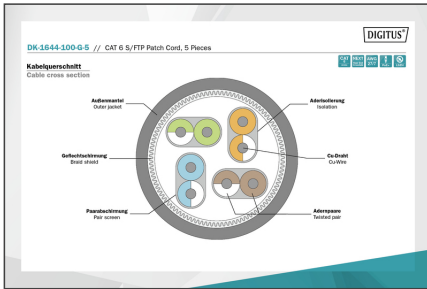 DIGITUS®
DK-1644-100-G-5 // CAT 6 S/FTP Patch Cord, 5 Pieces
Kabelquerschnitt
Cable cross section
Außenmantel
Outer jacket
Aderisolierung
Isolation
Geflechtschirmung
Braid shield
Cu-Draht
Cu-Wire
Paarabschirmung
Pair screen
Adernpaare
Twisted pair